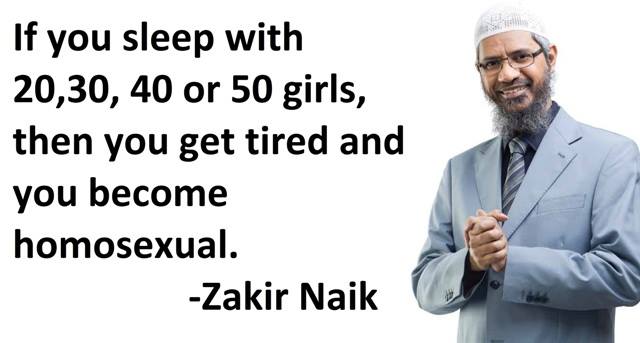 If you sleep with
20,30, 40 or 50 girls,
then you get tired and
you become
homosexual.
-Zakir Naik